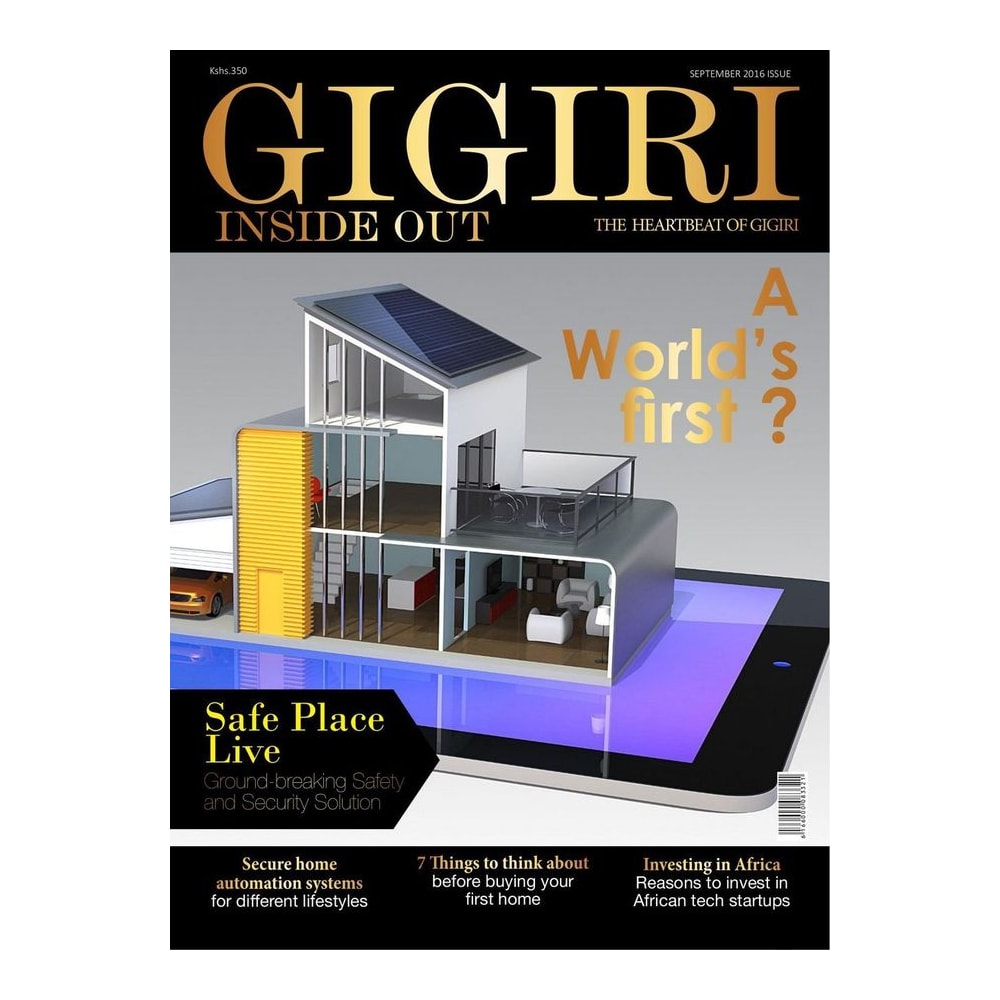 Kshs.350
SEPTEMBER 2016 ISSUE
GIGIRI
INSIDE OUT
THE HEARTBEAT OF GIGIRI
A
World's
first ?
Safe Place
Live
Ground-breaking Safety
and Security Solution
6164000083321
Secure home
automation systems
for different lifestyles
7 Things to think about
before buying your
first home
Investing in Africa
Reasons to invest in
African tech startups